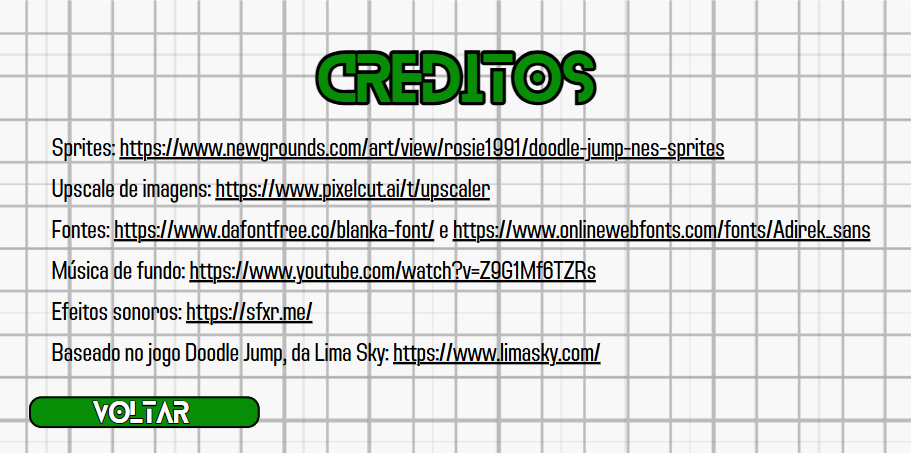 CREDITOS
Sprites: https://www.newgrounds.com/art/view/rosie1991/doodle-jump-nes-sprites
Upscale de imagens: https://www.pixelcut.ai/t/upscaler
Fontes: https://www.dafontfree.co/blanka-font/ e https://www.onlinewebfonts.com/fonts/Adirek_sans
Música de fundo: https://www.youtube.com/watch?v=Z9G1Mf6TZRs
Efeitos sonoros: https://sfxr.me/
Baseado no jogo Doodle Jump, da Lima Sky: https://www.limasky.com/
VOLTAR